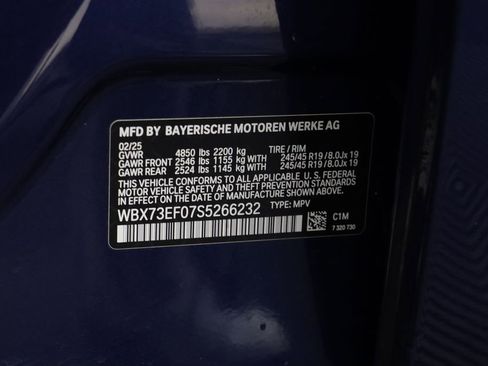 MFD BY BAYERISCHE MOTOREN WERKE AG
02/25
GVWR 4850 lbs 2200 kg TIRE / RIM
GAWR FRONT 2546 lbs 1155 kg WITH 245/45 R19 / 8.0Jx 19
GAWR REAR 2524 lbs 1145 kg WITH 245/45 R19 / 8.0Jx 19
THIS VEHICLE CONFORMS TO ALL APPLICABLE U. S. FEDERAL
MOTOR VEHICLE SAFETY AND THEFT PREVENTION STANDARDS
IN EFFECT ON THE DATE OF MANUFACTURE SHOWN ABOVE.
WBX73EF07S5266232 TYPE: MPV
C1M
7 320 730